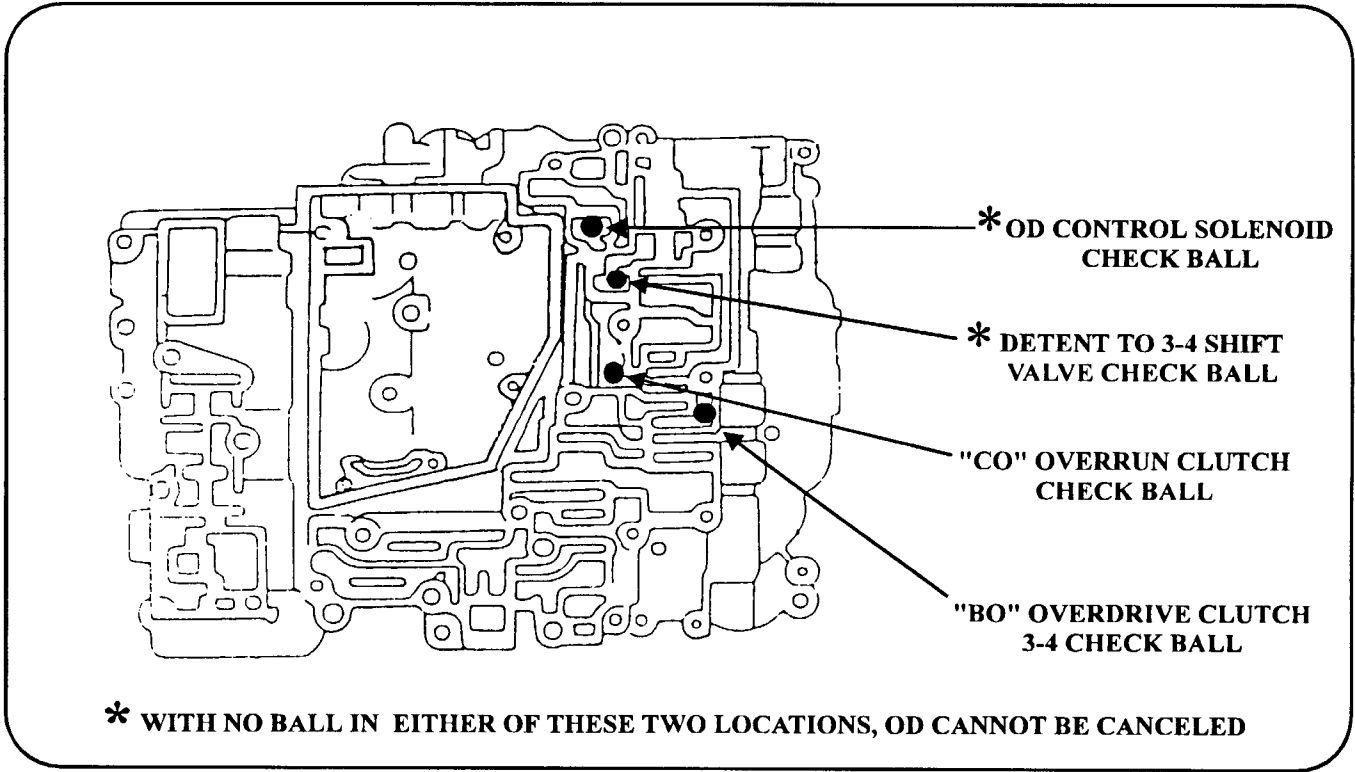 * OD CONTROL SOLENOID
CHECK BALL
* DETENT TO 3-4 SHIFT
VALVE CHECK BALL
"CO" OVERRUN CLUTCH
CHECK BALL
"BO" OVERDRIVE CLUTCH
3-4 CHECK BALL
* WITH NO BALL IN EITHER OF THESE TWO LOCATIONS, OD CANNOT BE CANCELED